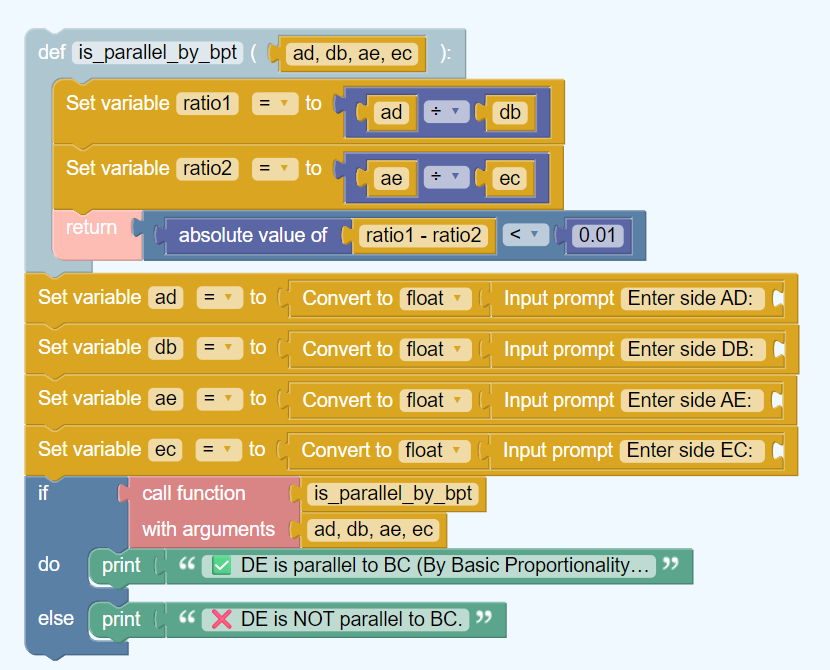 def is_parallel_by_bpt ( ad, db, ae, ec ):
Set variable ratio1 = to ad ÷ db
Set variable ratio2 = to ae ÷ ec
return absolute value of ratio1 - ratio2 < 0.01
Set variable ad = to Convert to float Input prompt Enter side AD:
Set variable db = to Convert to float Input prompt Enter side DB:
Set variable ae = to Convert to float Input prompt Enter side AE:
Set variable ec = to Convert to float Input prompt Enter side EC:
if call function is_parallel_by_bpt
with arguments ad, db, ae, ec
do print “ ✅ DE is parallel to BC (By Basic Proportionality… ”
else print “ ❌ DE is NOT parallel to BC. ”